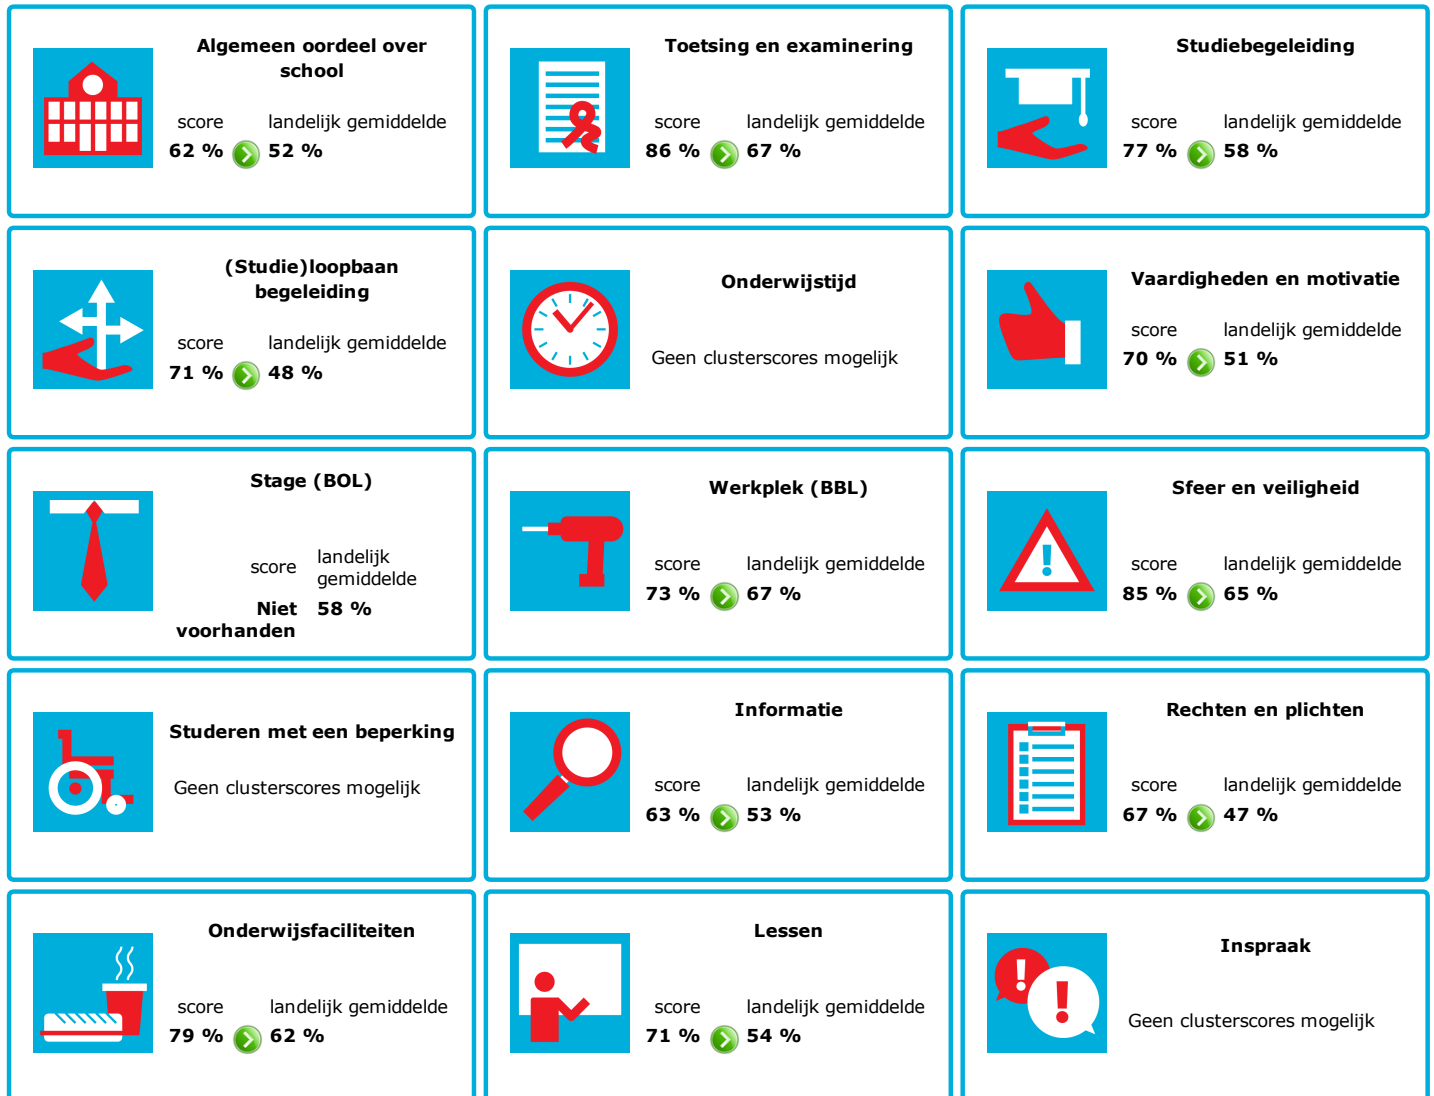 Algemeen oordeel over
school
score landelijk gemiddelde
62 % 52 %
Toetsing en examinering
score landelijk gemiddelde
86 % 67 %
Studiebegeleiding
score landelijk gemiddelde
77 % 58 %
(Studie)loopbaan
begeleiding
score landelijk gemiddelde
71 % 48 %
Onderwijstijd
Geen clusterscores mogelijk
Vaardigheden en motivatie
score landelijk gemiddelde
70 % 51 %
Stage (BOL)
score landelijk
gemiddelde
Niet 58 %
voorhanden
Werkplek (BBL)
score landelijk gemiddelde
73 % 67 %
Sfeer en veiligheid
score landelijk gemiddelde
85 % 65 %
Studeren met een beperking
Geen clusterscores mogelijk
Informatie
score landelijk gemiddelde
63 % 53 %
Rechten en plichten
score landelijk gemiddelde
67 % 47 %
Onderwijsfaciliteiten
score landelijk gemiddelde
79 % 62 %
Lessen
score landelijk gemiddelde
71 % 54 %
Inspraak
Geen clusterscores mogelijk